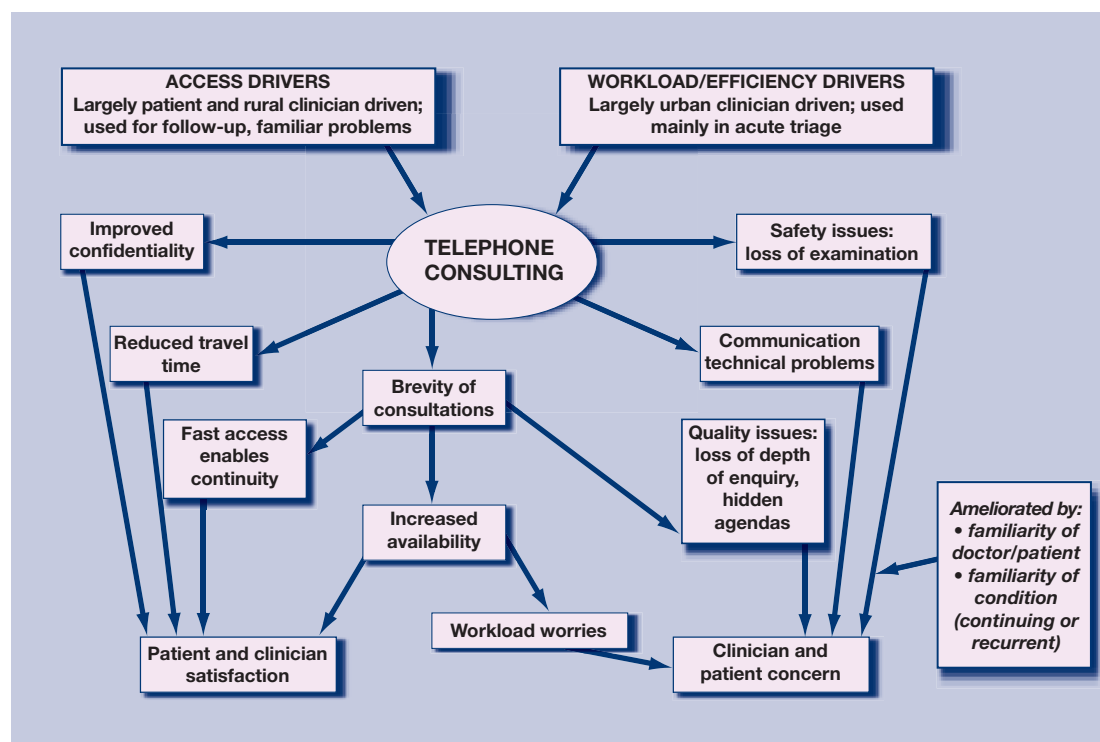 ACCESS DRIVERS
Largely patient and rural clinician driven;
used for follow-up, familiar problems
WORKLOAD/EFFICIENCY DRIVERS
Largely urban clinician driven; used
mainly in acute triage
TELEPHONE
CONSULTING
Improved
confidentiality
Safety issues:
loss of examination
Reduced travel
time
Communication
technical problems
Brevity of
consultations
Fast access
enables
continuity
Quality issues:
loss of depth
of enquiry,
hidden
agendas
Increased
availability
Ameliorated by:
• familiarity of
doctor/patient
• familiarity of
condition
(continuing or
recurrent)
Workload worries
Patient and clinician
satisfaction
Clinician and
patient concern